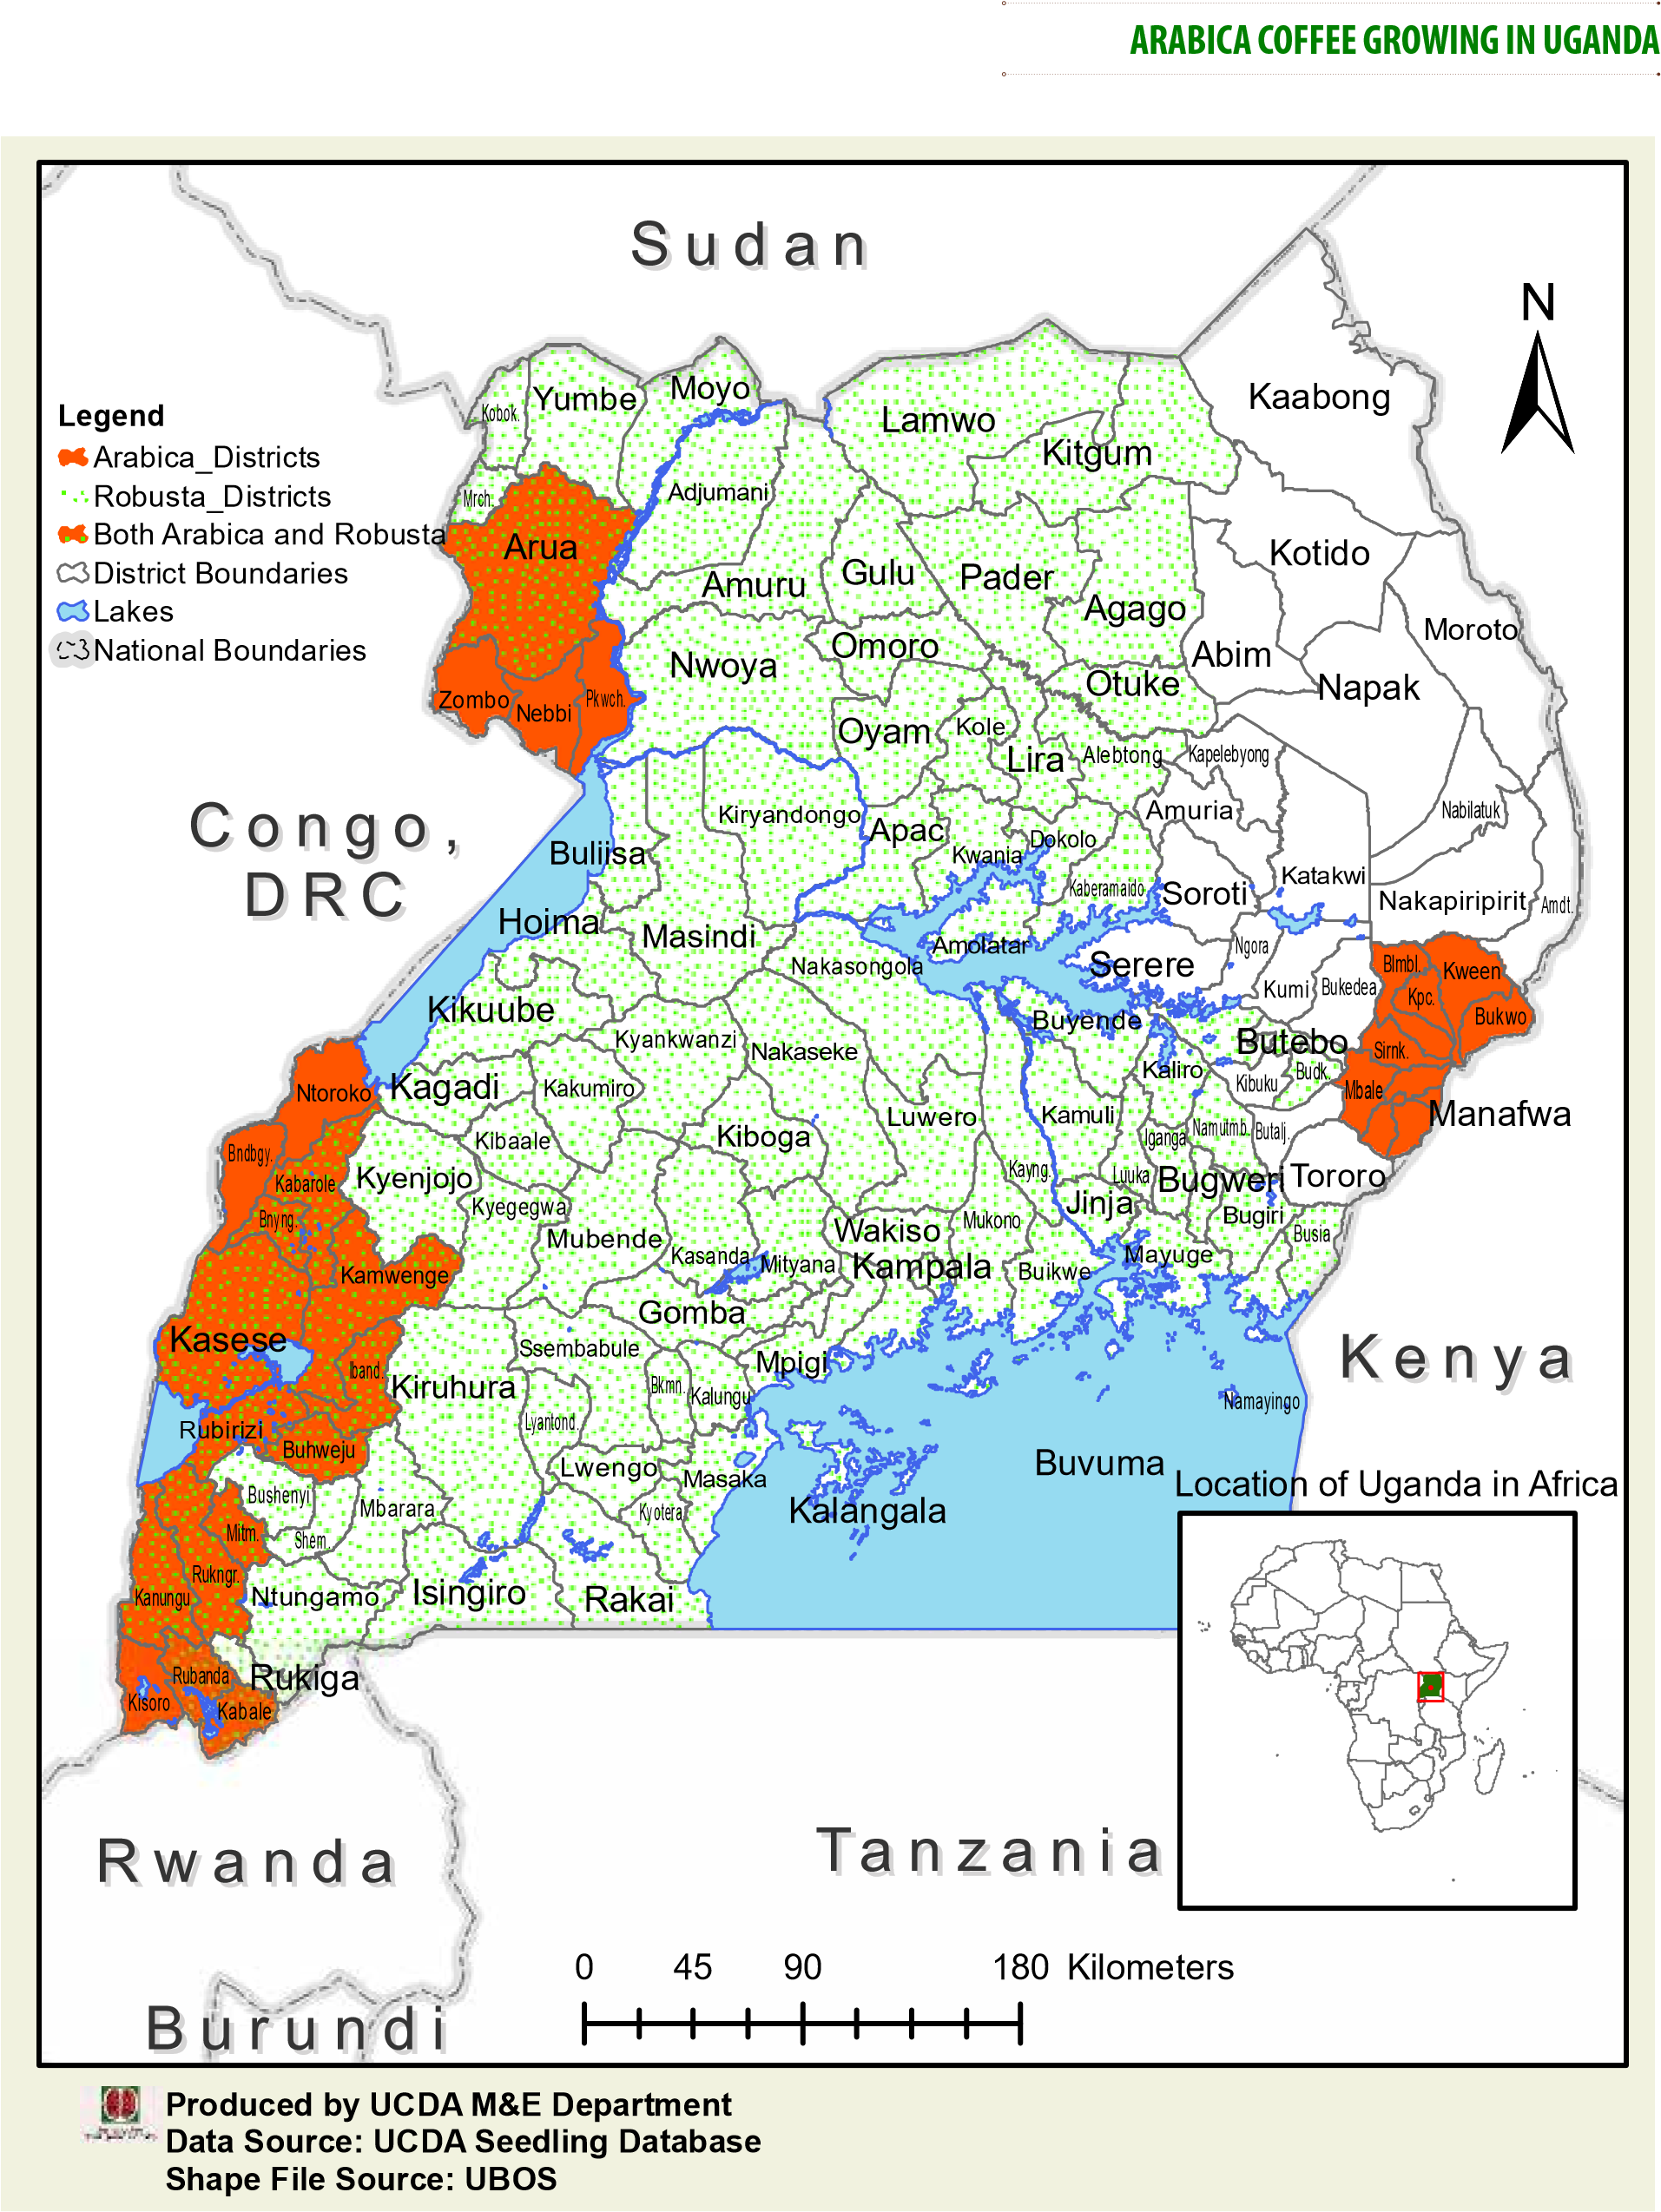 ARABICA COFFEE GROWING IN UGANDA
Sudan
N
Kaabong
Moyo
Yumbe
Kobok.
Lamwo
Kitgum
Legend
Arabica_Districts
Robusta_Districts
Both Arabica and Robusta
District Boundaries
Lakes
National Boundaries
Adjumani
Mrch.
Arua
Kotido
Gulu
Pader
Amuru
Agago
Moroto
Omoro
Abim
Nwoya
Otuke
Napak
Zombo
Nebbi
Pkwch.
Oyam
Kole
Lira
Alebtong
Kapelebyong
Congo,
DRC
Kiryandongo
Amuria
Nabilatuk
Apac
Dokolo
Buliisa
Kwania
Katakwi
Kaberamaido
Soroti
Nakapiripirit
Amdt.
Hoima
Masindi
Amolatar
Ngora
Nakasongola
Serere
Blmbl.
Kween
Kumi
Bukedea
Kpc.
Kikuube
Buyende
Bukwo
Kyankwanzi
Nakaseke
Butebo
Sirnk.
Kaliro
Budk.
Kibuku
Ntoroko
Kagadi
Kakumiro
Mbale
Luwero
Kamuli
Manafwa
Kibaale
Kiboga
Iganga
Namutmb.
Butalj.
Bndbgy.
Kabarole
Kyenjojo
Kayng.
Luuka
Bugweri
Tororo
Kyegegwa
Jinja
Bnyng.
Mukono
Bugiri
Wakiso
Busia
Mubende
Kasanda
Mityana
Kampala
Buikwe
Mayuge
Kamwenge
Gomba
Kasese
Ssembabule
Mpigi
Kenya
Iband.
Kiruhura
Bkmn.
Kalungu
Namayingo
Lyantond.
Rubirizi
Buhweju
Lwengo
Masaka
Buvuma
Location of Uganda in Africa
Bushenyi
Mbarara
Kyotera
Kalangala
Mitm.
Shem.
Rukngr.
Kanungu
Ntungamo
Isingiro
Rakai
Rubanda
Rukiga
Kisoro
Kabale
Rwanda
Tanzania
0 45 90 180 Kilometers
Burundi
Produced by UCDA M&E Department
Data Source: UCDA Seedling Database
Shape File Source: UBOS